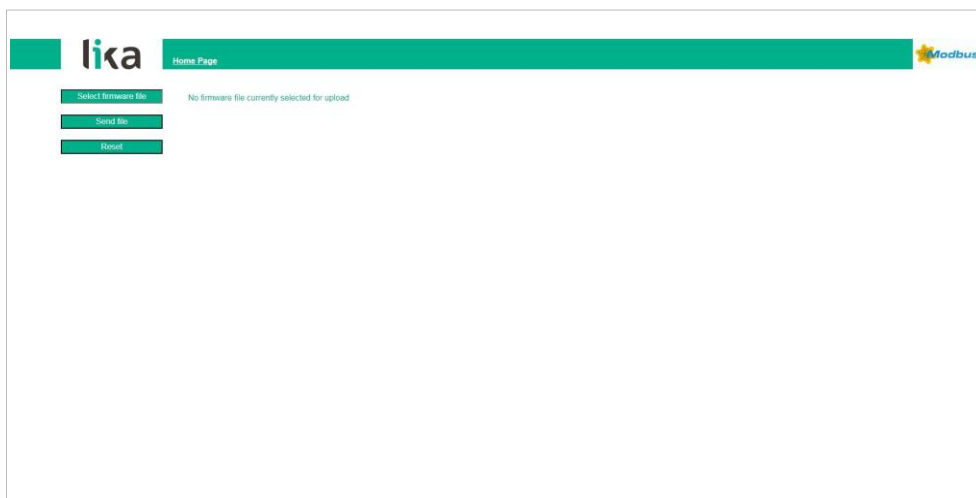 lika
Home Page
Modbus
Select firmware file
No firmware file currently selected for upload
Send file
Reset